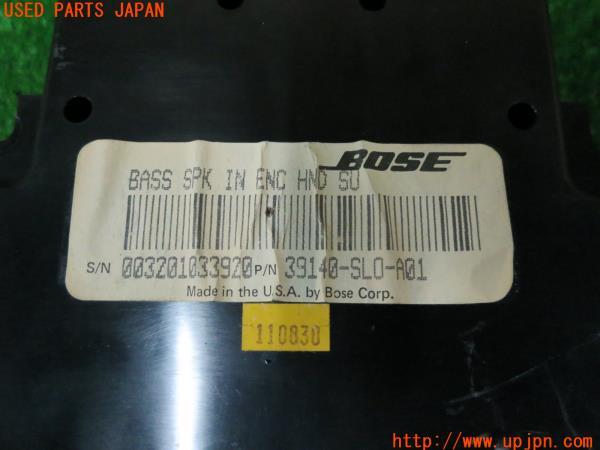 USED PARTS JAPAN
BOSE
BASS SPK IN ENC HND SU
S/N 003201033920 P/N 39140-SL0-A01
Made in the U.S.A. by Bose Corp.
110830
http://www.upjpn.com/